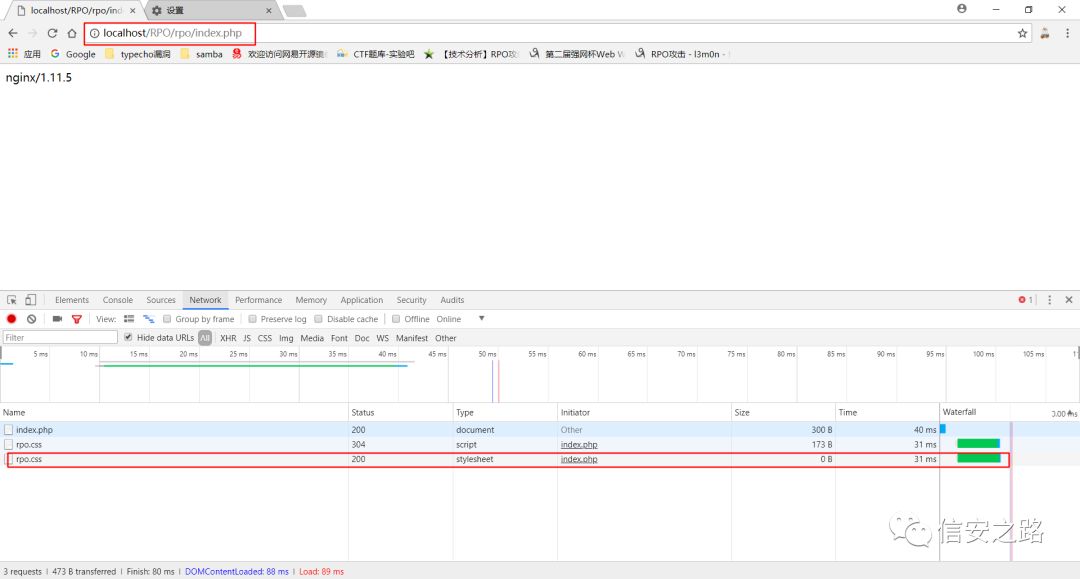 localhost/RPO/rpo/ind
设置
localhost/RPO/rpo/index.php
应用 Google typecho漏洞 samba 欢迎访问网易开源镜 CTF题库-实验吧 【技术分析】RPO攻 第二届强网杯Web W RPO攻击 - l3m0n -
nginx/1.11.5
Elements Console Sources Network Performance Memory Application Security Audits 1
View: Group by frame Preserve log Disable cache Offline Online
Filter Hide data URLs All XHR JS CSS Img Media Font Doc WS Manifest Other
5 ms 10 ms 15 ms 20 ms 25 ms 30 ms 35 ms 40 ms 45 ms 50 ms 55 ms 60 ms 65 ms 70 ms 75 ms 80 ms 85 ms 90 ms 95 ms 100 ms 105 ms
Name Status Type Initiator Size Time Waterfall 3.00 ms
index.php 200 document Other 300 B 40 ms
rpo.css 304 script index.php 173 B 31 ms
rpo.css 200 stylesheet index.php 0 B 31 ms
信安之路
3 requests | 473 B transferred | Finish: 80 ms | DOMContentLoaded: 88 ms | Load: 89 ms